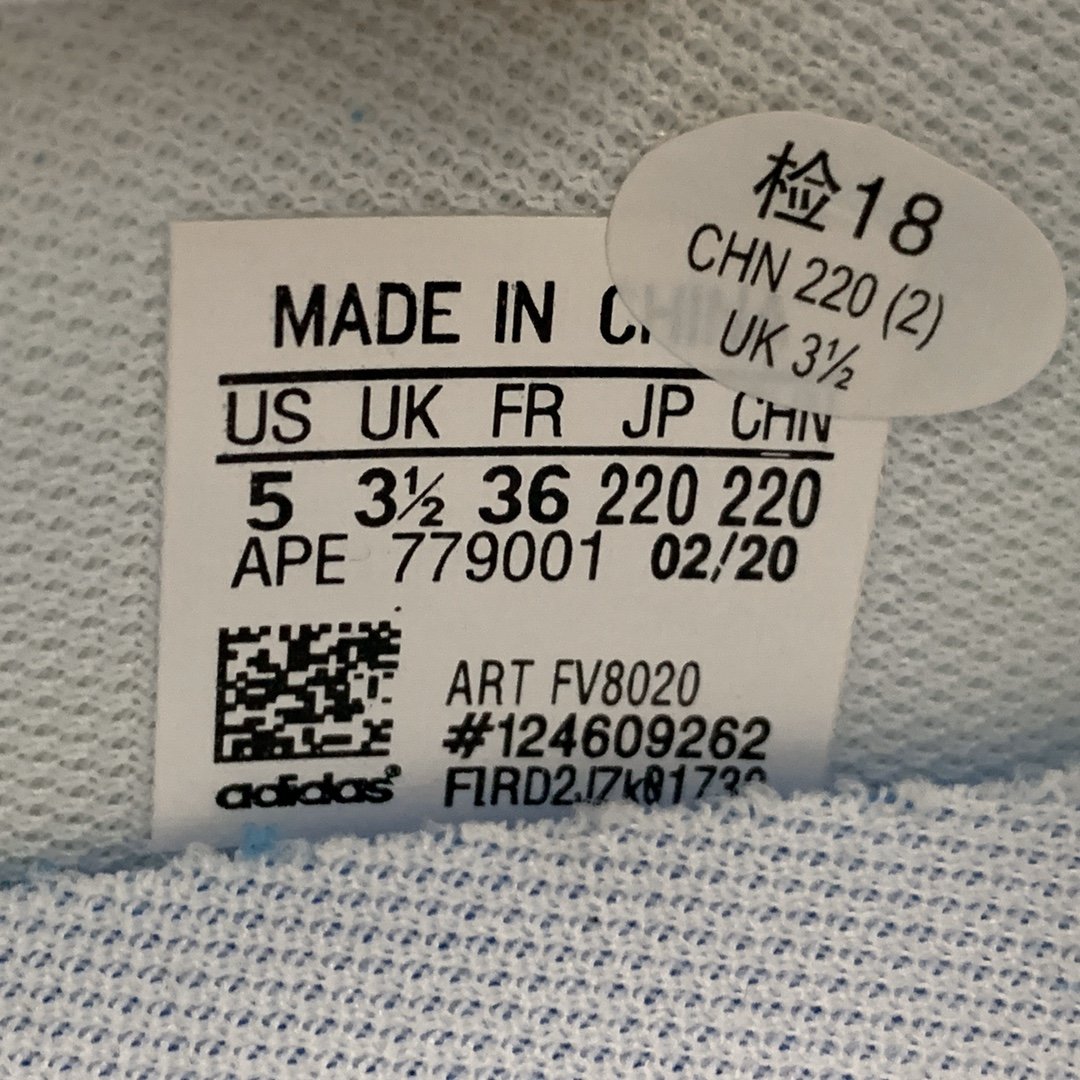 检18
CHN 220 (2)
UK 3½
MADE IN CHINA
US UK FR JP CHN
5 3½ 36 220 220
APE 779001 02/20
ART FV8020
#124609262
adidas®